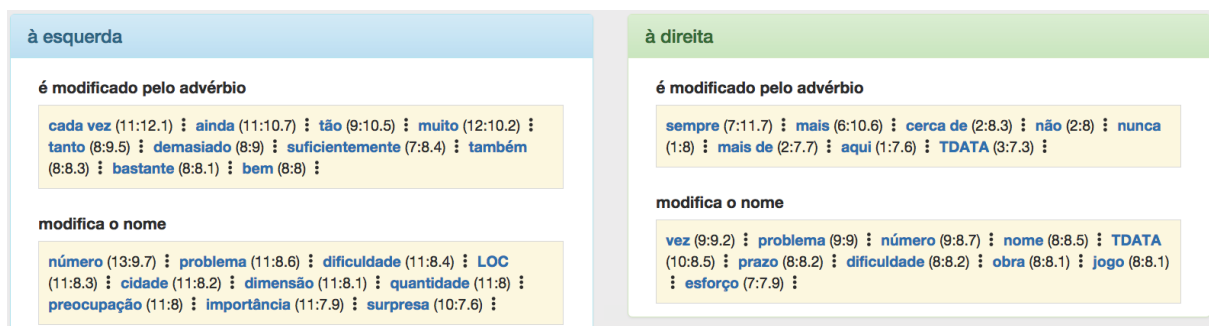 à esquerda
é modificado pelo advérbio
cada vez (11:12.1) ⋮ ainda (11:10.7) ⋮ tão (9:10.5) ⋮ muito (12:10.2) ⋮
tanto (8:9.5) ⋮ demasiado (8:9) ⋮ suficientemente (7:8.4) ⋮ também
(8:8.3) ⋮ bastante (8:8.1) ⋮ bem (8:8) ⋮
modifica o nome
número (13:9.7) ⋮ problema (11:8.6) ⋮ dificuldade (11:8.4) ⋮ LOC
(11:8.3) ⋮ cidade (11:8.2) ⋮ dimensão (11:8.1) ⋮ quantidade (11:8) ⋮
preocupação (11:8) ⋮ importância (11:7.9) ⋮ surpresa (10:7.6) ⋮
à direita
é modificado pelo advérbio
sempre (7:11.7) ⋮ mais (6:10.6) ⋮ cerca de (2:8.3) ⋮ não (2:8) ⋮ nunca
(1:8) ⋮ mais de (2:7.7) ⋮ aqui (1:7.6) ⋮ TDATA (3:7.3) ⋮
modifica o nome
vez (9:9.2) ⋮ problema (9:9) ⋮ número (9:8.7) ⋮ nome (8:8.5) ⋮ TDATA
(10:8.5) ⋮ prazo (8:8.2) ⋮ dificuldade (8:8.2) ⋮ obra (8:8.1) ⋮ jogo (8:8.1)
⋮ esforço (7:7.9) ⋮